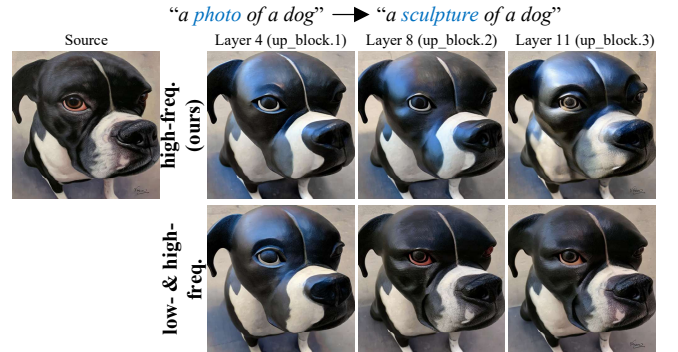 “a photo of a dog” → “a sculpture of a dog”
Source
Layer 4 (up_block.1) Layer 8 (up_block.2) Layer 11 (up_block.3)
high-freq.
(ours)
low- & high-
freq.